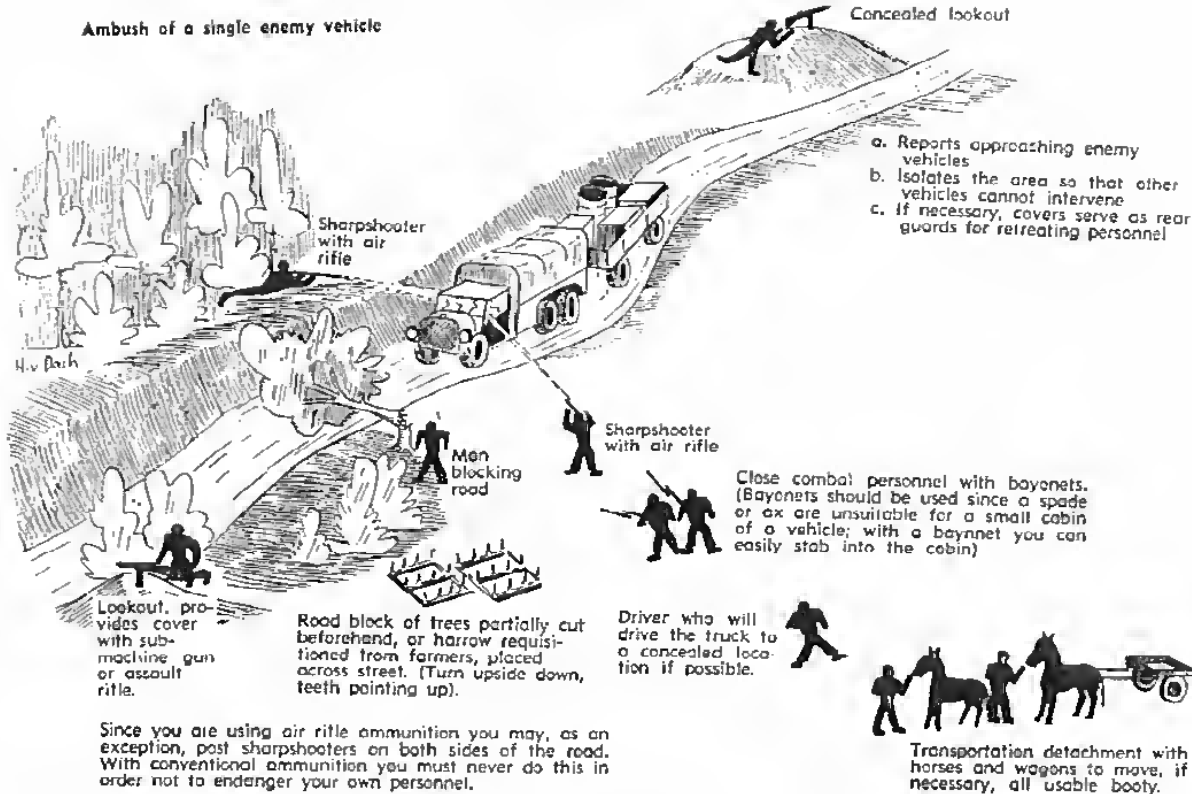 Ambush of a single enemy vehicle
Concealed lookout
a. Reports approaching enemy
vehicles
b. Isolates the area so that other
vehicles cannot intervene
c. If necessary, covers serve as rear
guards for retreating personnel
Sharpshooter
with air
rifle
H.v Dach
Men
blocking
road
Sharpshooter
with air rifle
Close combat personnel with bayonets.
(Bayonets should be used since a spade
or ax are unsuitable for a small cabin
of a vehicle; with a baynnet you can
easily stab into the cabin)
Lookout, pro-
vides cover
with sub-
machine gun
or assault
rifle.
Road block of trees partially cut
beforehand, or harrow requisi-
tioned from farmers, placed
across street. (Turn upside down,
teeth pointing up).
Driver who will
drive the truck to
a concealed loca-
tion if possible.
Since you are using air rifle ammunition you may, as an
exception, post sharpshooters on both sides of the road.
With conventional ammunition you must never do this in
order not to endanger your own personnel.
Transportation detachment with
horses and wagons to move, if
necessary, all usable booty.